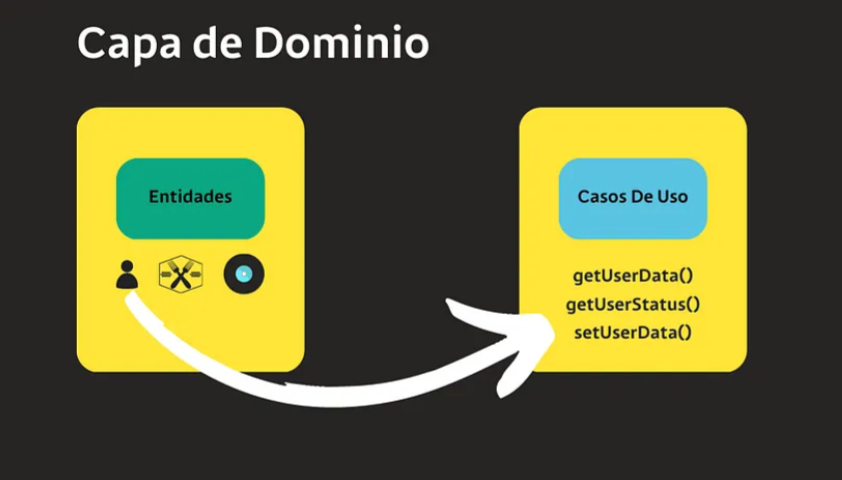 Capa de Dominio
Entidades
Casos De Uso
getUserData()
getUserStatus()
setUserData()